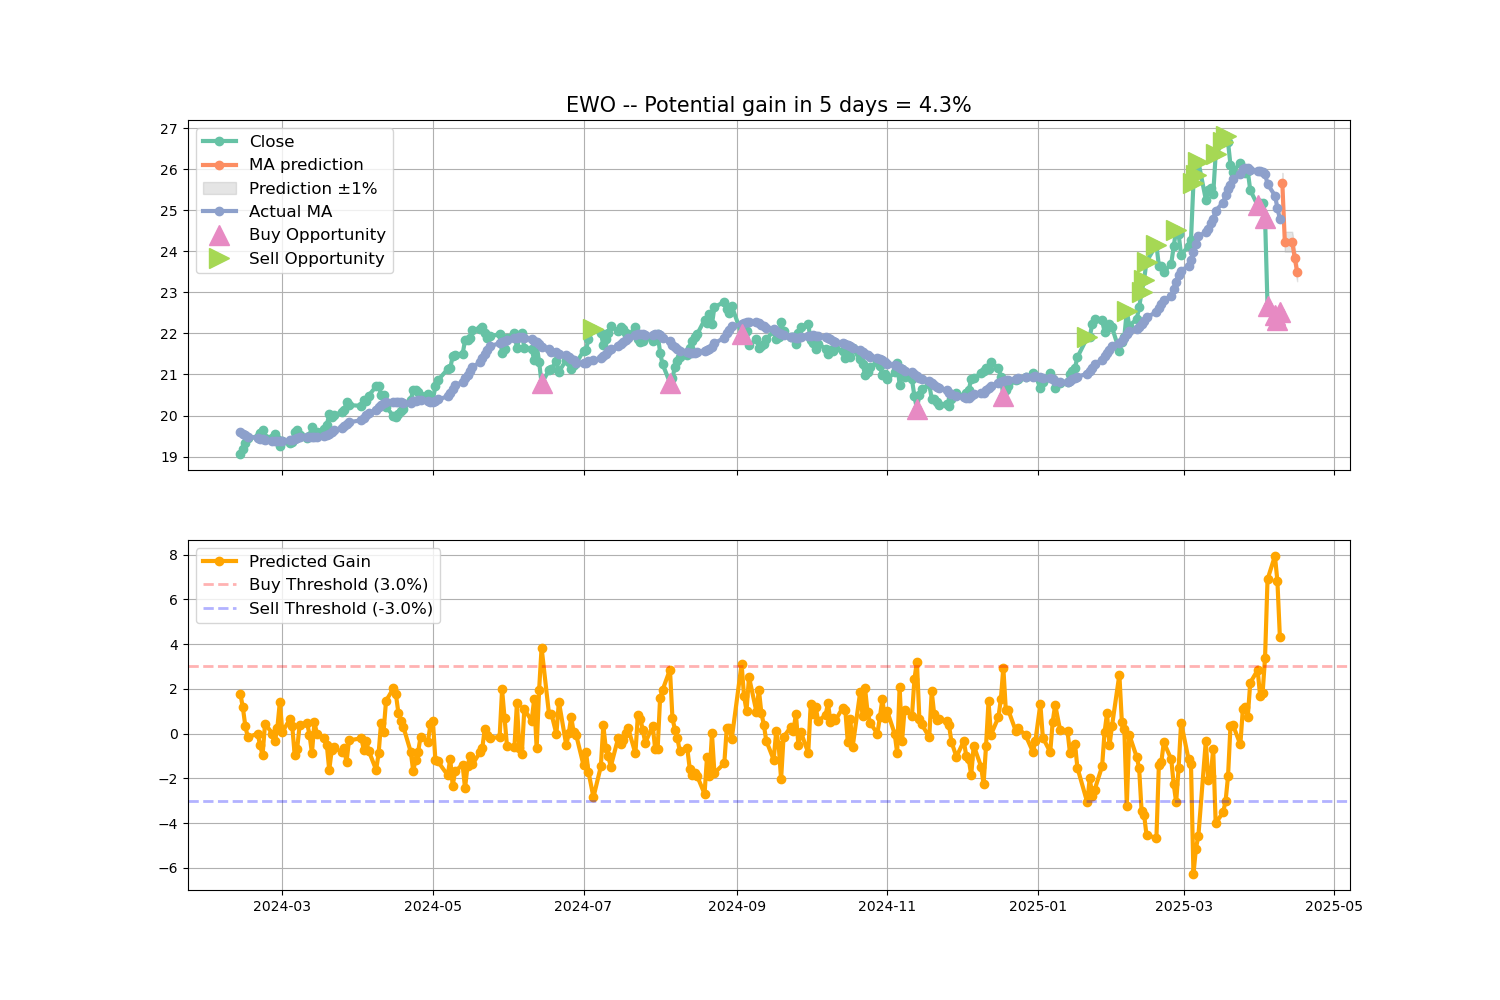 EWO -- Potential gain in 5 days = 4.3%
27
26
25
24
23
22
21
20
19
Close
MA prediction
Prediction ±1%
Actual MA
Buy Opportunity
Sell Opportunity
8
6
4
2
0
−2
−4
−6
Predicted Gain
Buy Threshold (3.0%)
Sell Threshold (-3.0%)
2024-03 2024-05 2024-07 2024-09 2024-11 2025-01 2025-03 2025-05